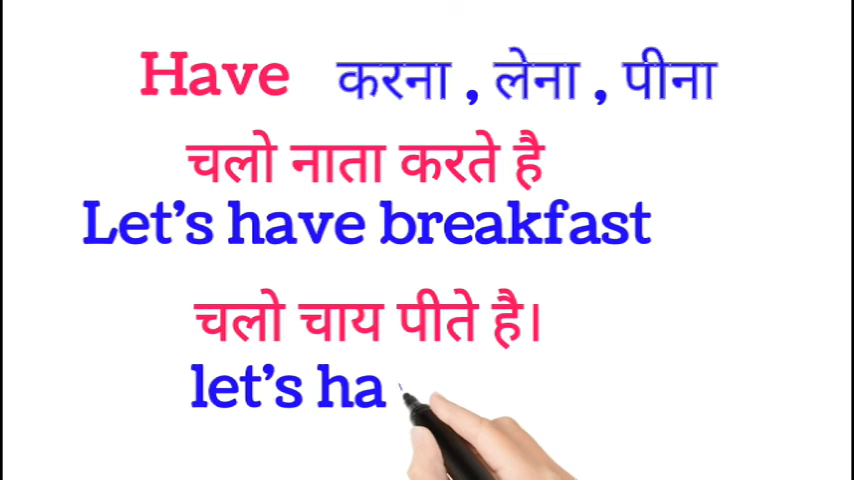 Have करना , लेना , पीना
चलो नाता करते है
Let's have breakfast
चलो चाय पीते है।
let's ha